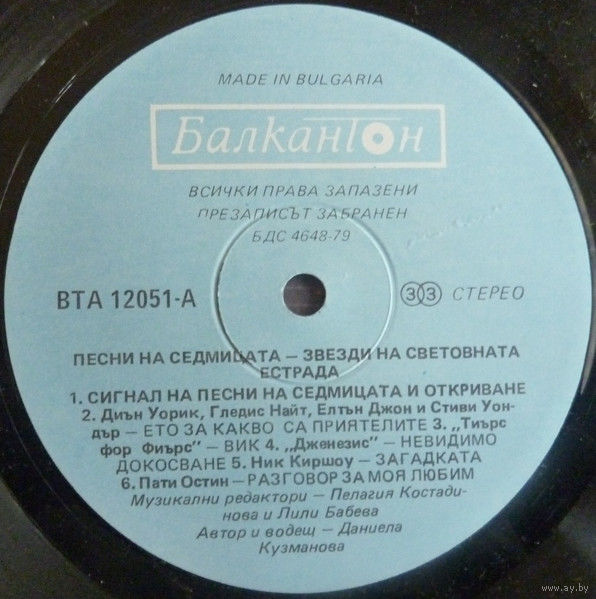 MADE IN BULGARIA
Балкантон
ВСИЧКИ ПРАВА ЗАПАЗЕНИ
ПРЕЗАПИСЪТ ЗАБРАНЕН
БДС 4648-79
ВТА 12051-А
33 СТЕРЕО
ПЕСНИ НА СЕДМИЦАТА – ЗВЕЗДИ НА СВЕТОВНАТА
ЕСТРАДА
1. СИГНАЛ НА ПЕСНИ НА СЕДМИЦАТА И ОТКРИВАНЕ
2. Диън Уорик, Гледис Найт, Елтън Джон и Стиви Уон-
дър – ЕТО ЗА КАКВО СА ПРИЯТЕЛИТЕ 3. „Тиърс
фор Фиърс" – ВИК 4. „Дженезис" – НЕВИДИМО
ДОКОСВАНЕ 5. Ник Киршоу – ЗАГАДКАТА
6. Пати Остин – РАЗГОВОР ЗА МОЯ ЛЮБИМ
Музикални редактори – Пелагия Костади-
нова и Лили Бабева
Автор и водещ – Даниела
Кузманова
www.ay.by